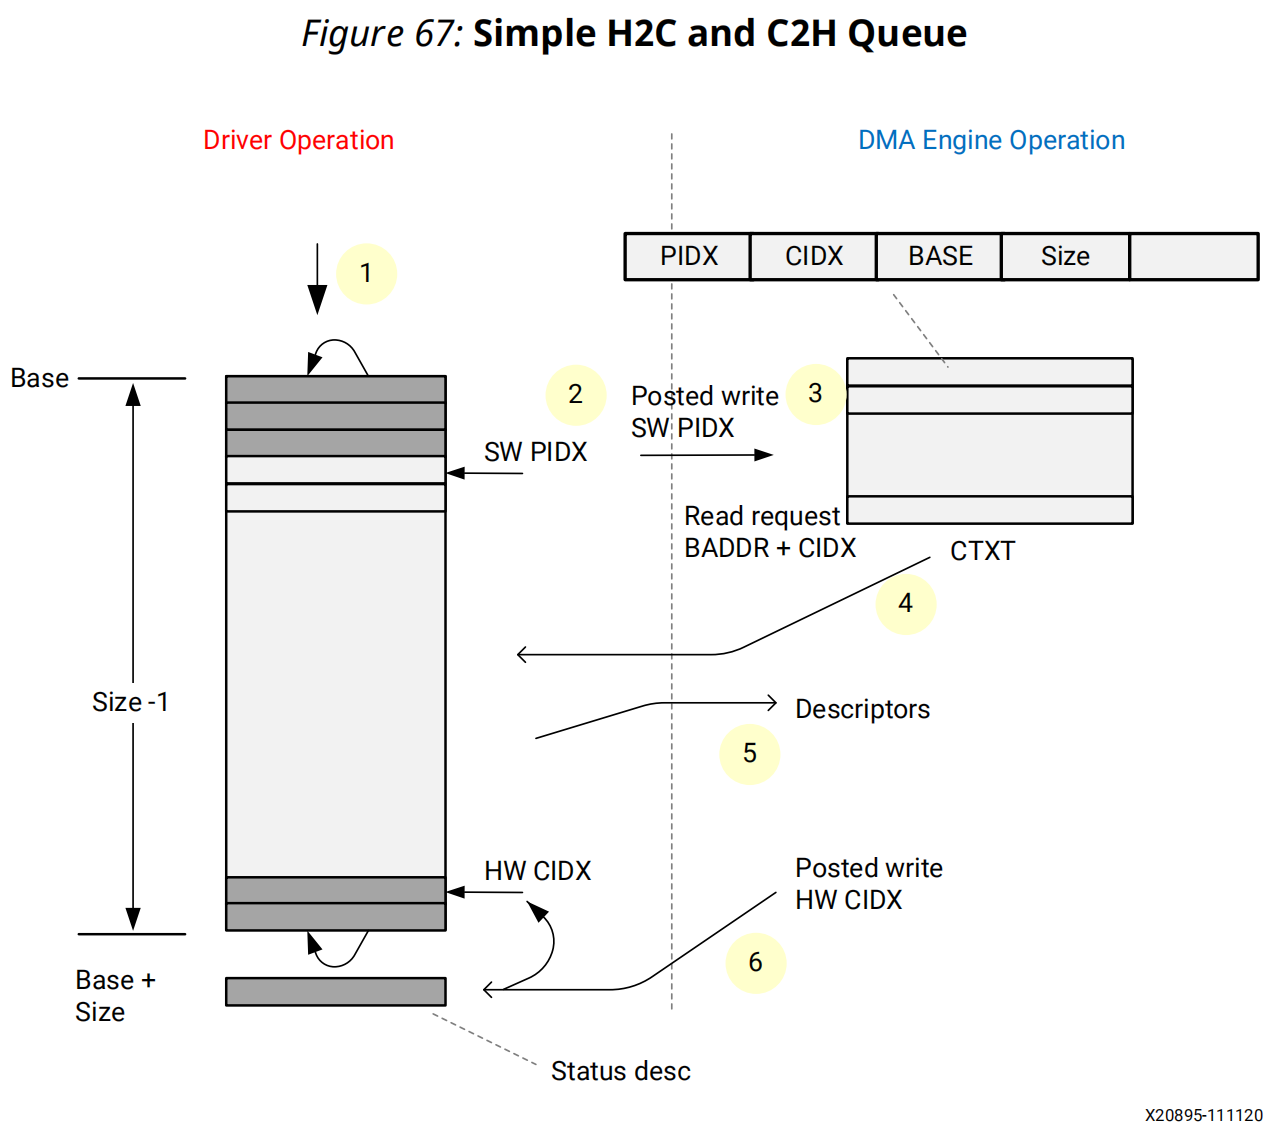 Figure 67: Simple H2C and C2H Queue
Driver Operation
DMA Engine Operation
PIDX CIDX BASE Size
1
Base
2
Posted write
SW PIDX
3
SW PIDX
Read request
BADDR + CIDX
CTXT
4
Size -1
Descriptors
5
HW CIDX
Posted write
HW CIDX
6
Base +
Size
Status desc
X20895-111120